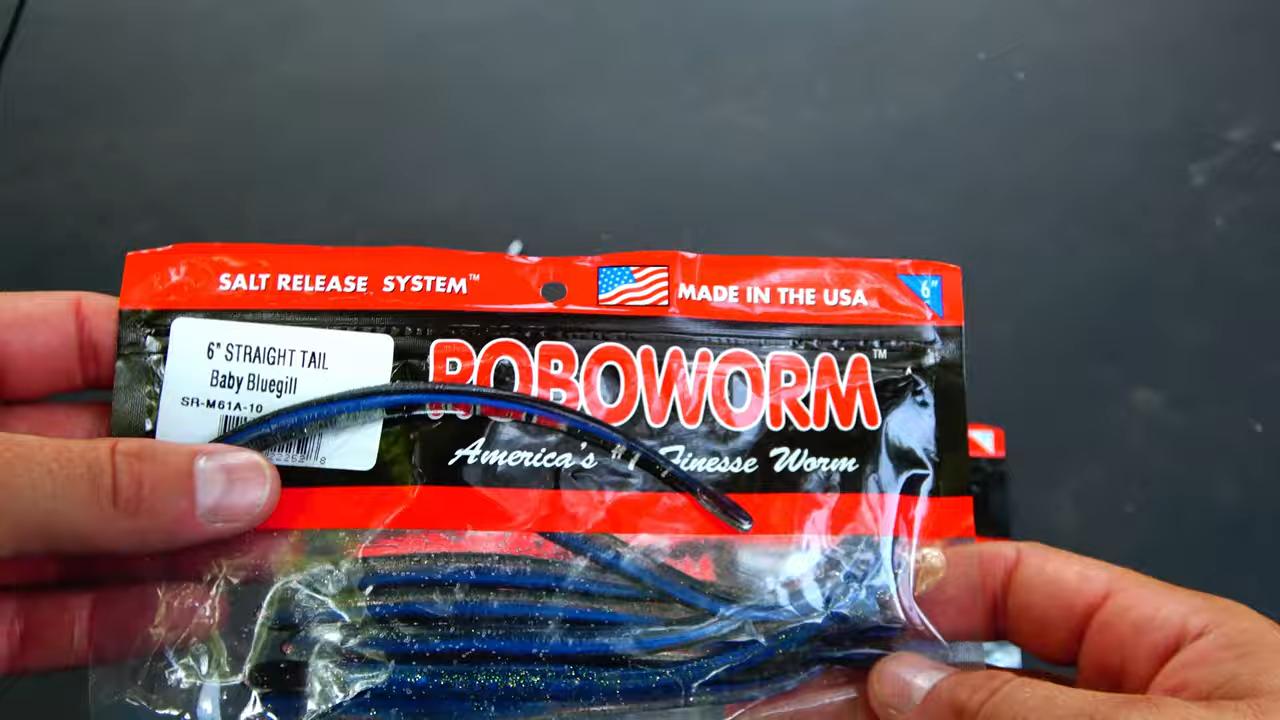 SALT RELEASE SYSTEM™
MADE IN THE USA
6"
6" STRAIGHT TAIL
Baby Bluegill
SR-M61A-10
ROBOWORM™
America's #1 Finesse Worm